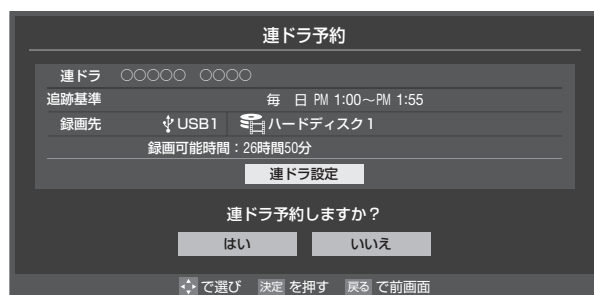 連ドラ予約
連ドラ ○○○○○ ○○○○
追跡基準 毎 日 PM 1:00～PM 1:55
録画先 USB1 ハードディスク1
録画可能時間：26時間50分
連ドラ設定
連ドラ予約しますか？
はい いいえ
で選び 決定 を押す 戻る で前画面